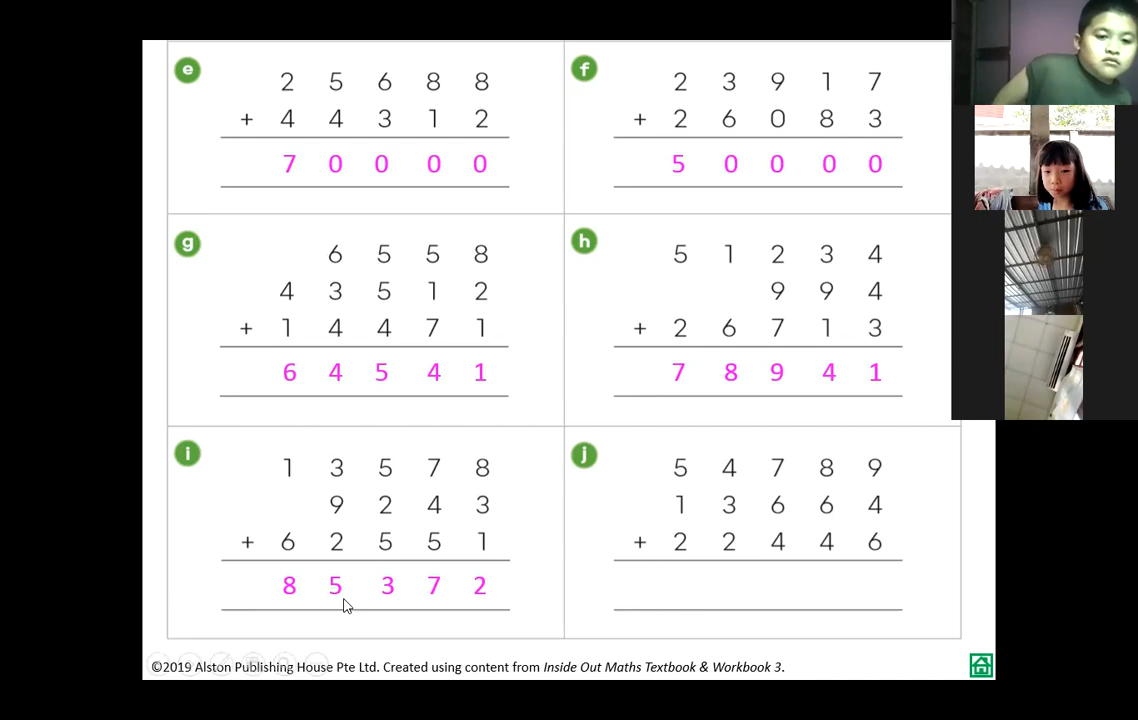 e
2 5 6 8 8
+ 4 4 3 1 2
7 0 0 0 0
f
2 3 9 1 7
+ 2 6 0 8 3
5 0 0 0 0
g
6 5 5 8
4 3 5 1 2
+ 1 4 4 7 1
6 4 5 4 1
h
5 1 2 3 4
9 9 4
+ 2 6 7 1 3
7 8 9 4 1
i
1 3 5 7 8
9 2 4 3
+ 6 2 5 5 1
8 5 3 7 2
j
5 4 7 8 9
1 3 6 6 4
+ 2 2 4 4 6
©2019 Alston Publishing House Pte Ltd. Created using content from Inside Out Maths Textbook & Workbook 3.